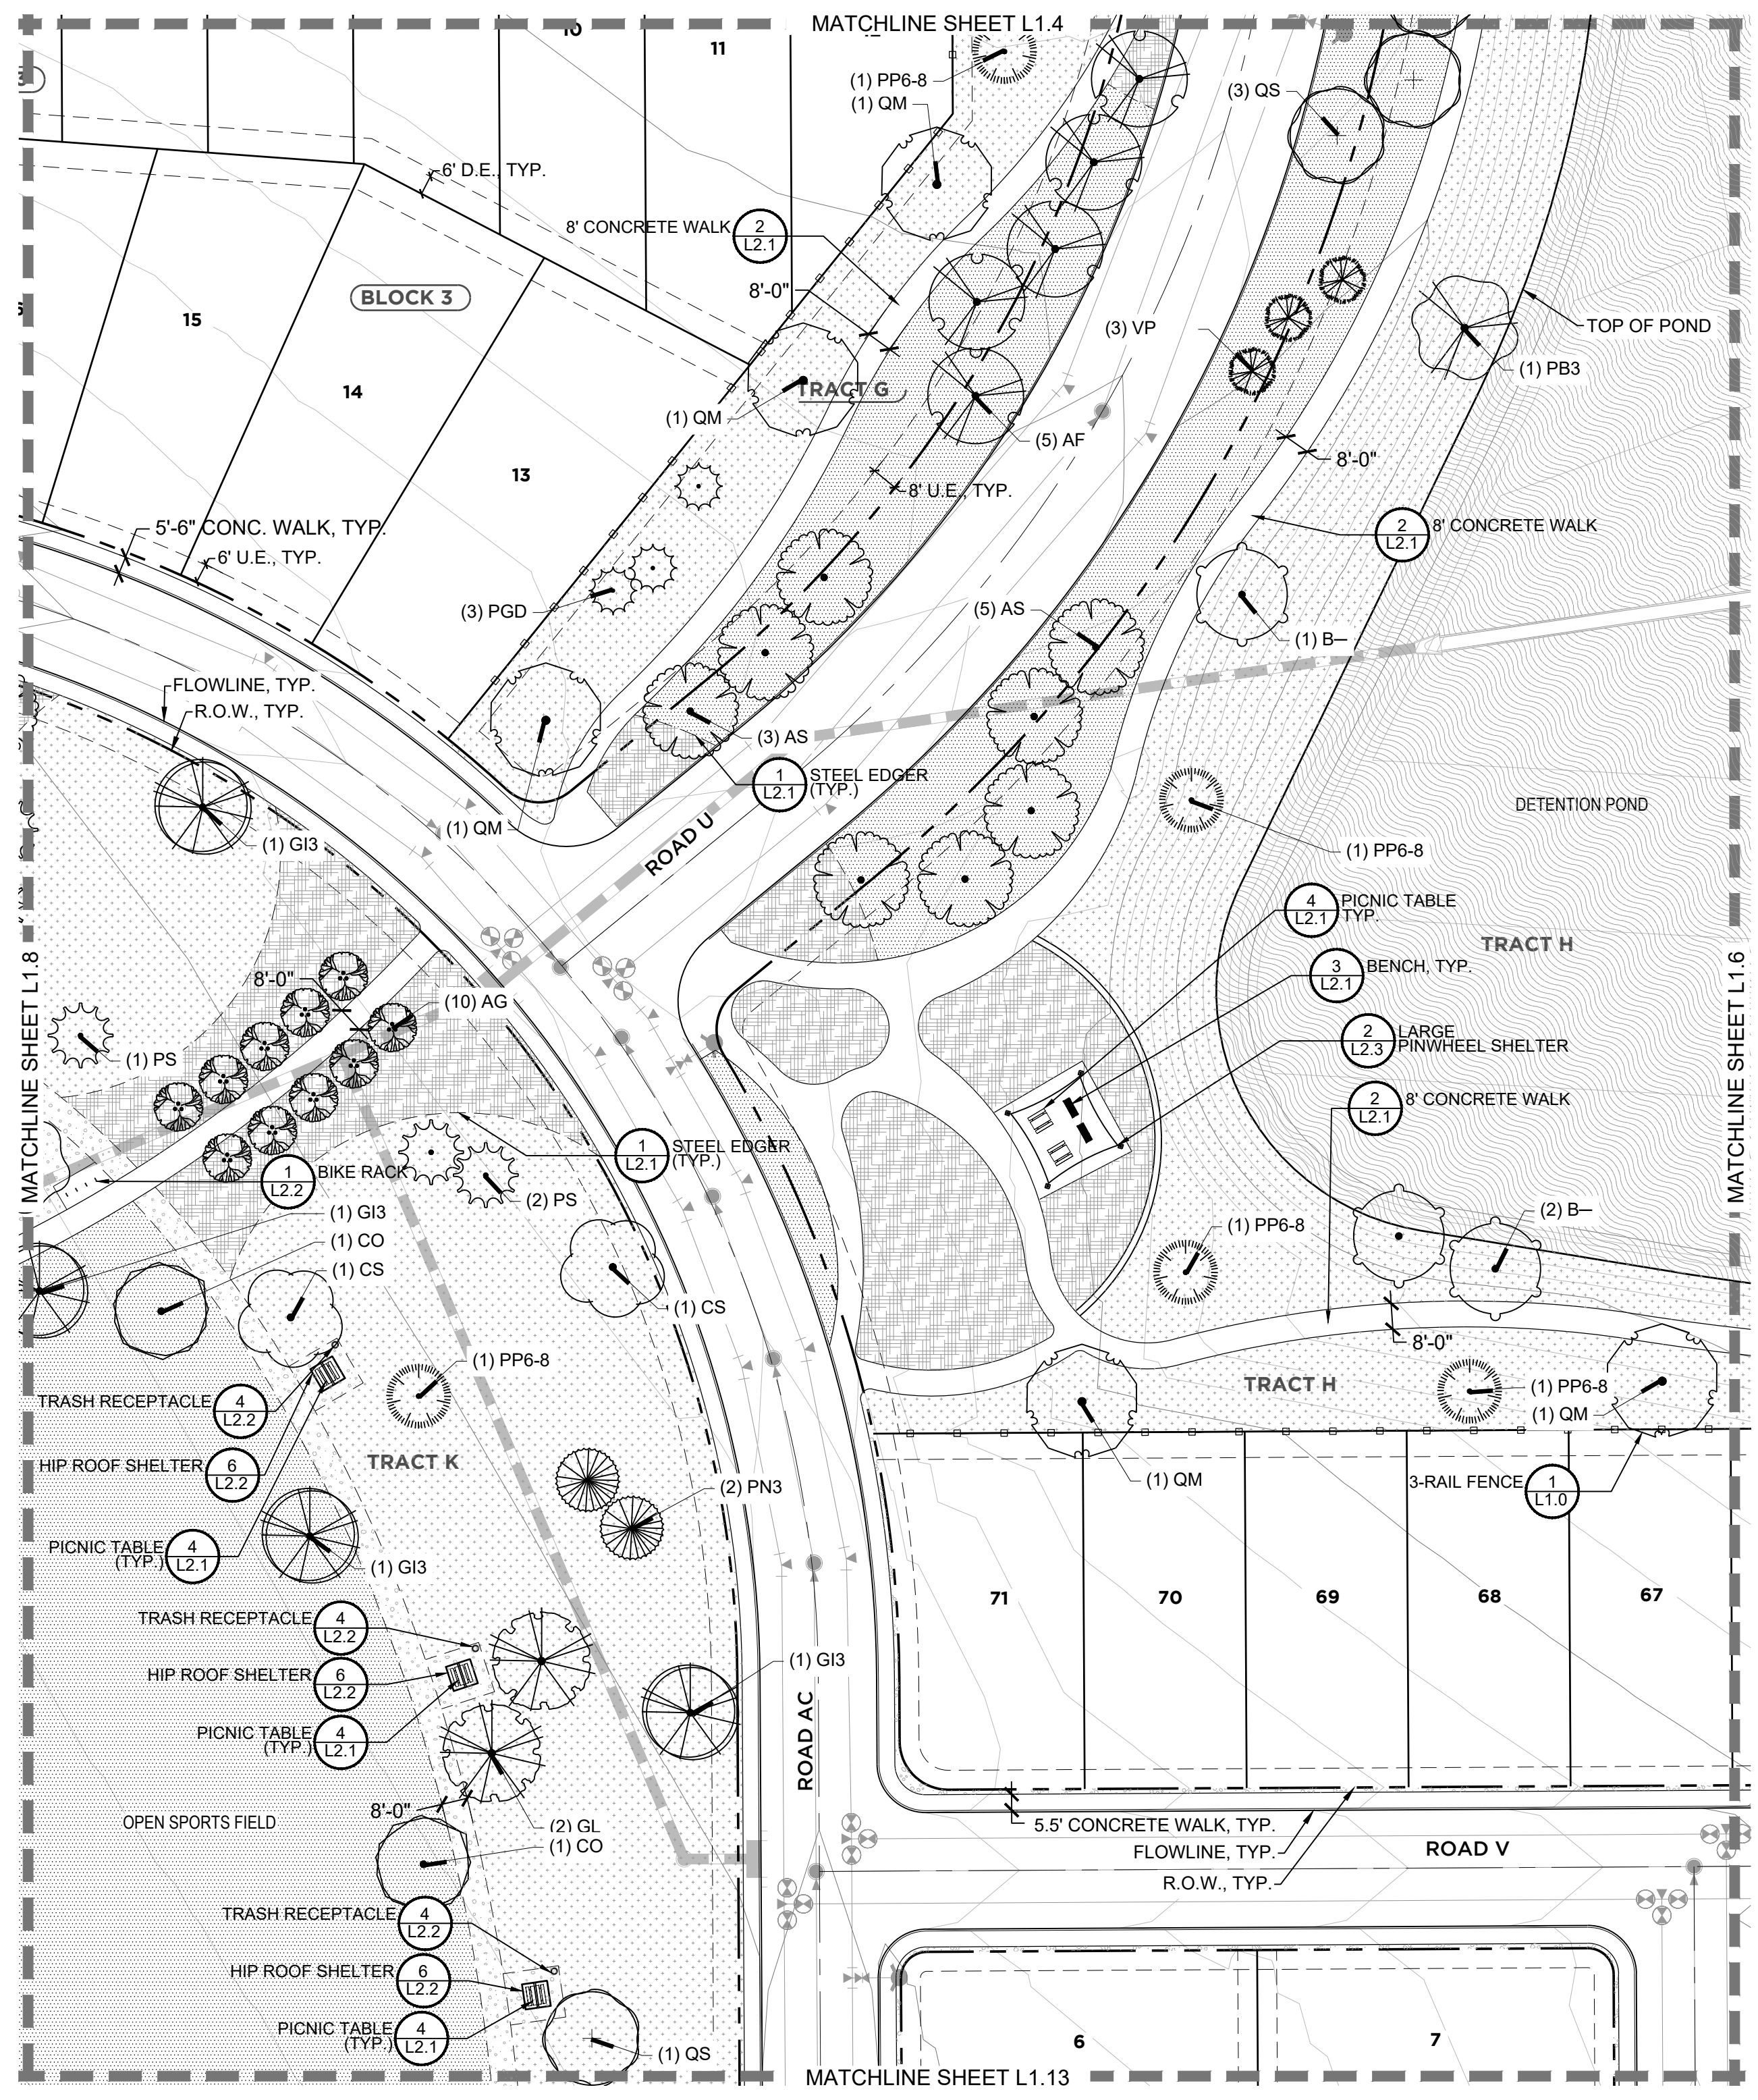 MATCHLINE SHEET L1.4
10
11
(1) PP6-8
(1) QM
(3) QS
6' D.E., TYP.
8' CONCRETE WALK
2
L2.1
8'-0"
BLOCK 3
15
14
13
TRACT G
(1) QM
(3) VP
TOP OF POND
(1) PB3
(5) AF
8'-0"
8' U.E., TYP.
2
L2.1
8' CONCRETE WALK
5'-6" CONC. WALK, TYP.
6' U.E., TYP.
(3) PGD
(5) AS
(1) B
FLOWLINE, TYP.
R.O.W., TYP.
(3) AS
1
L2.1
STEEL EDGER
(TYP.)
(1) QM
ROAD U
(1) GI3
DETENTION POND
(1) PP6-8
4
L2.1
PICNIC TABLE
TYP.
TRACT H
3
L2.1
BENCH, TYP.
2
L2.3
LARGE
PINWHEEL SHELTER
2
L2.1
8' CONCRETE WALK
MATCHLINE SHEET L1.8
MATCHLINE SHEET L1.6
8'-0"
(10) AG
(1) PS
1
L2.1
STEEL EDGER
(TYP.)
1
L2.2
BIKE RACK
(2) PS
(1) GI3
(1) CO
(1) CS
(1) CS
(1) PP6-8
(2) B
8'-0"
(1) PP6-8
TRASH RECEPTACLE
4
L2.2
TRACT H
(1) PP6-8
(1) QM
HIP ROOF SHELTER
6
L2.2
TRACT K
(1) QM
3-RAIL FENCE
1
L1.0
(2) PN3
PICNIC TABLE
(TYP.)
4
L2.1
(1) GI3
71
70
69
68
67
TRASH RECEPTACLE
4
L2.2
HIP ROOF SHELTER
6
L2.2
(1) GI3
PICNIC TABLE
(TYP.)
4
L2.1
ROAD AC
8'-0"
OPEN SPORTS FIELD
(2) GL
(1) CO
5.5' CONCRETE WALK, TYP.
FLOWLINE, TYP.
R.O.W., TYP.
ROAD V
TRASH RECEPTACLE
4
L2.2
HIP ROOF SHELTER
6
L2.2
PICNIC TABLE
(TYP.)
4
L2.1
(1) QS
6
7
MATCHLINE SHEET L1.13